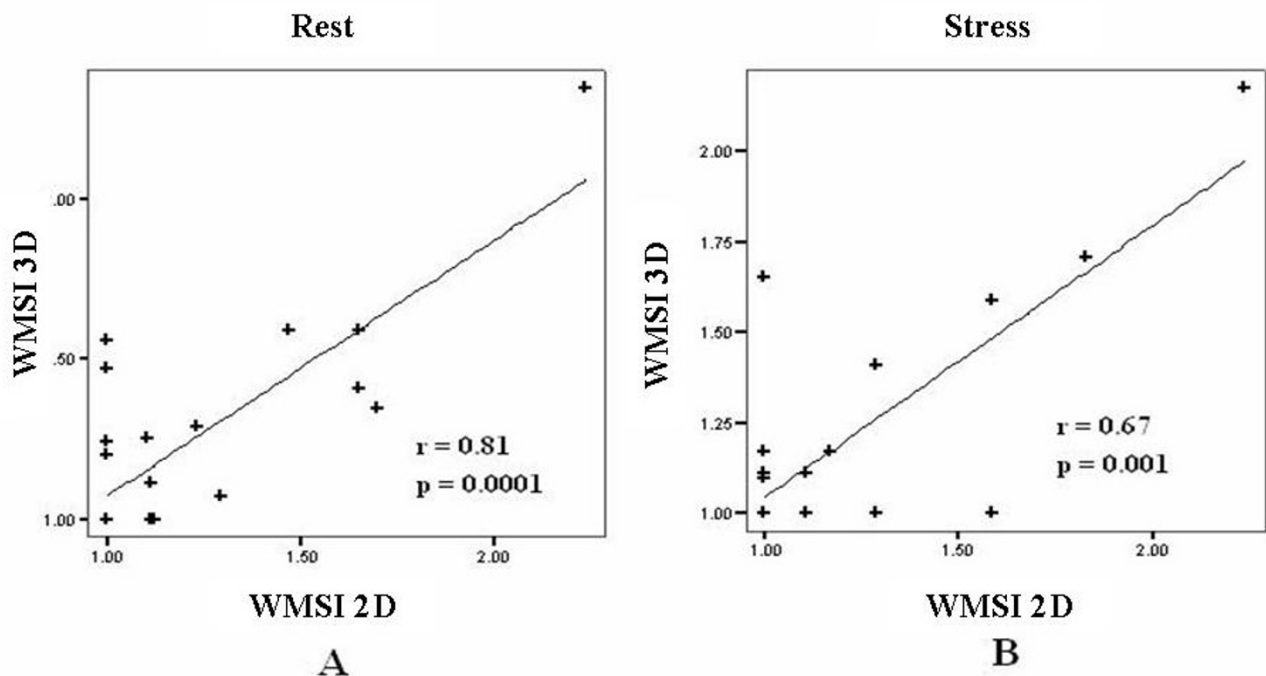 Rest
WMSI 3D
.00
.50
1.00
r = 0.81
p = 0.0001
1.00
1.50
2.00
WMSI 2D
A
Stress
WMSI 3D
2.00
1.75
1.50
1.25
1.00
r = 0.67
p = 0.001
1.00
1.50
2.00
WMSI 2D
B